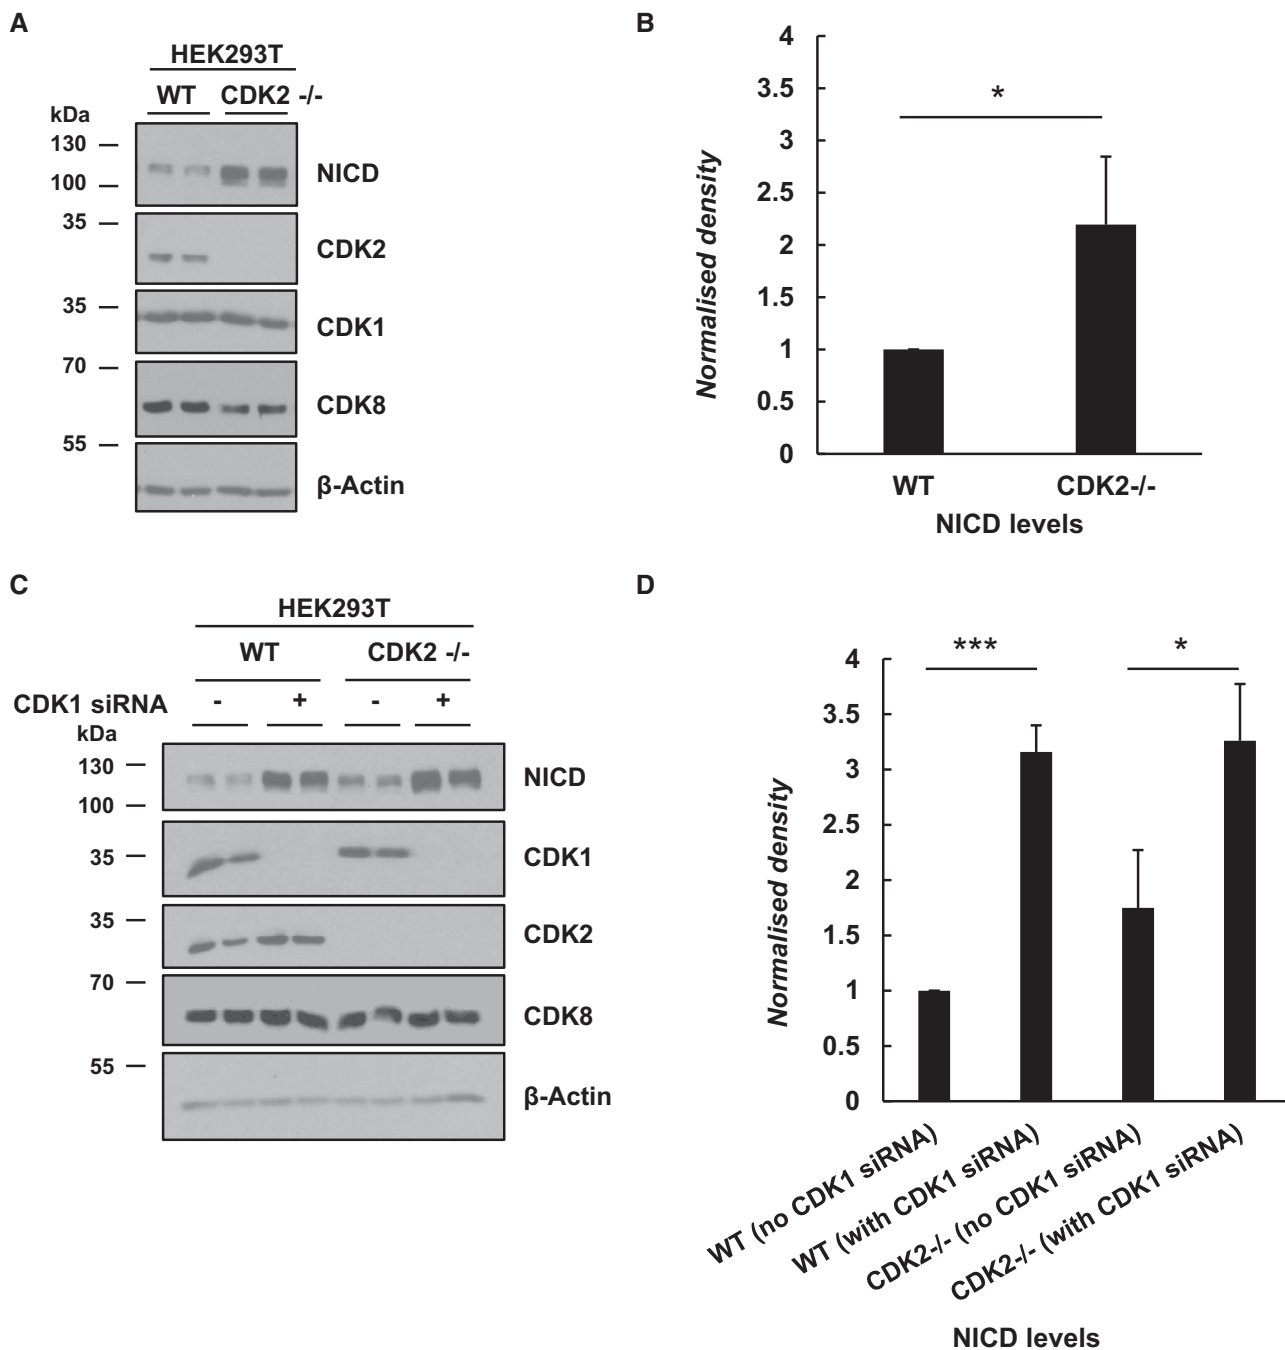 A
HEK293T
WT CDK2 -/-
kDa
130
100
NICD
35
CDK2
35
CDK1
70
CDK8
55
β-Actin
B
4
3.5
3
2.5
2
1.5
1
0.5
0
Normalised density
*
WT CDK2-/-
NICD levels
C
HEK293T
WT CDK2 -/-
CDK1 siRNA - + - +
kDa
130
100
NICD
35
CDK1
35
CDK2
70
CDK8
55
β-Actin
D
4
3.5
3
2.5
2
1.5
1
0.5
0
Normalised density
*** *
WT (no CDK1 siRNA)
WT (with CDK1 siRNA)
CDK2-/- (no CDK1 siRNA)
CDK2-/- (with CDK1 siRNA)
NICD levels